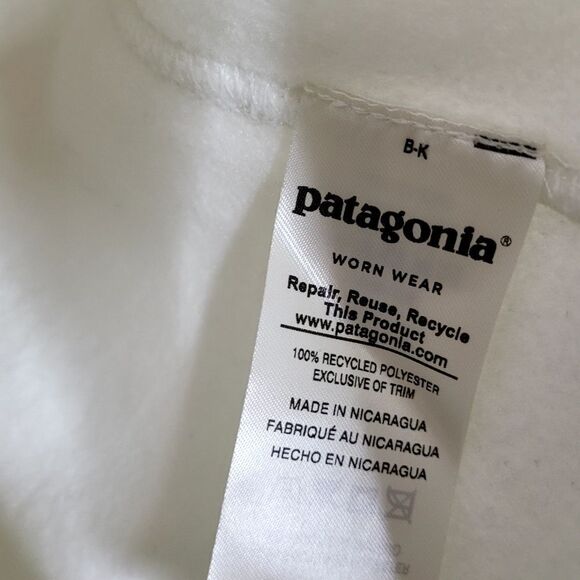 B-K
patagonia®
WORN WEAR
Repair, Reuse, Recycle
This Product
www.patagonia.com
100% RECYCLED POLYESTER
EXCLUSIVE OF TRIM
MADE IN NICARAGUA
FABRIQUÉ AU NICARAGUA
HECHO EN NICARAGUA